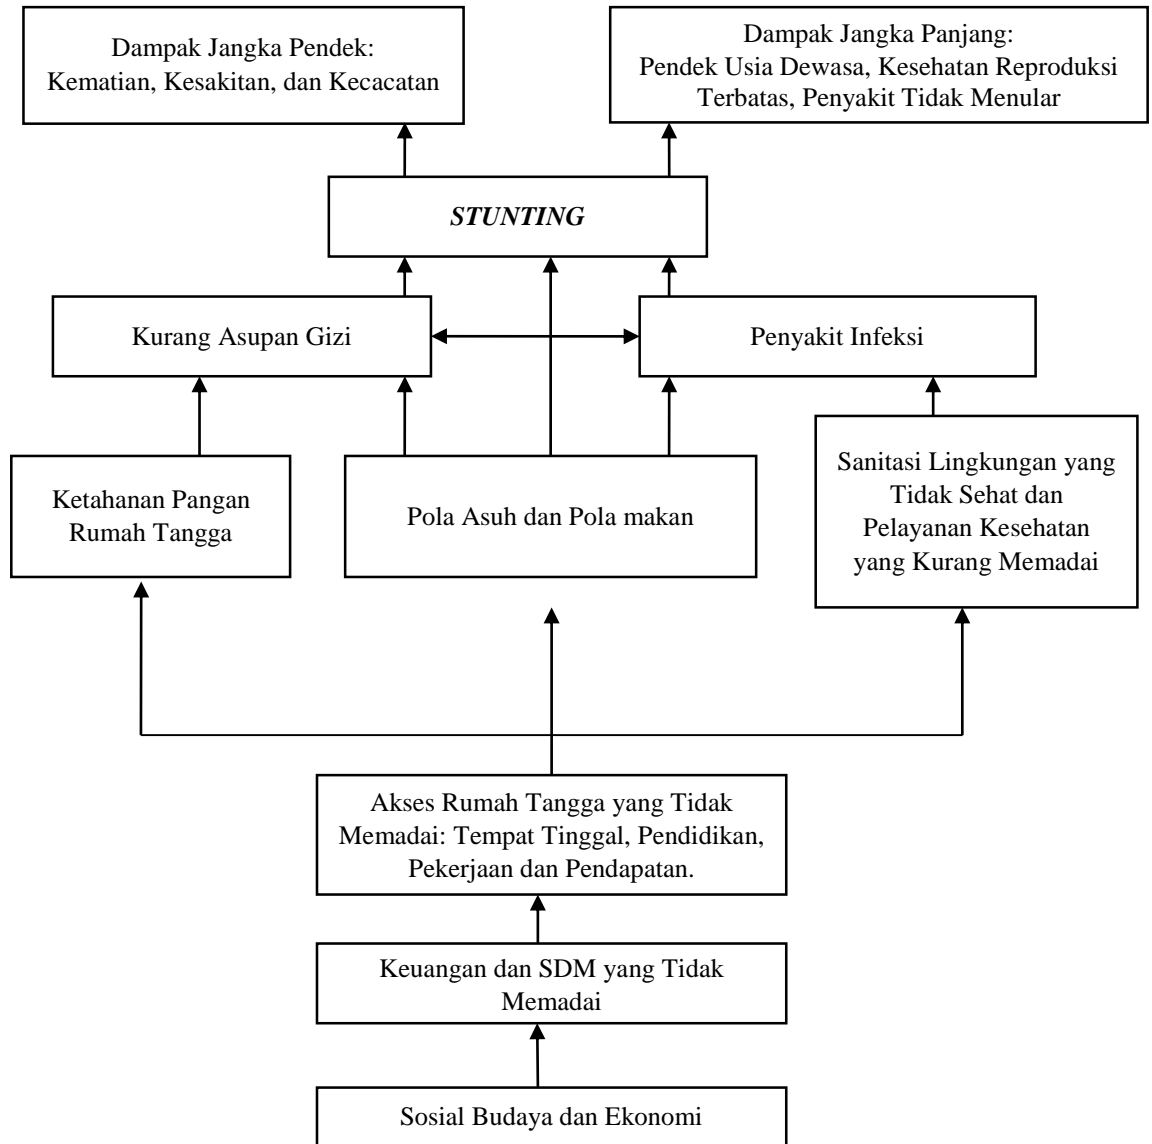 Dampak Jangka Pendek:
Kematian, Kesakitan, dan Kecacatan
Dampak Jangka Panjang:
Pendek Usia Dewasa, Kesehatan Reproduksi
Terbatas, Penyakit Tidak Menular
STUNTING
Kurang Asupan Gizi
Penyakit Infeksi
Ketahanan Pangan
Rumah Tangga
Pola Asuh dan Pola makan
Sanitasi Lingkungan yang
Tidak Sehat dan
Pelayanan Kesehatan
yang Kurang Memadai
Akses Rumah Tangga yang Tidak
Memadai: Tempat Tinggal, Pendidikan,
Pekerjaan dan Pendapatan.
Keuangan dan SDM yang Tidak
Memadai
Sosial Budaya dan Ekonomi